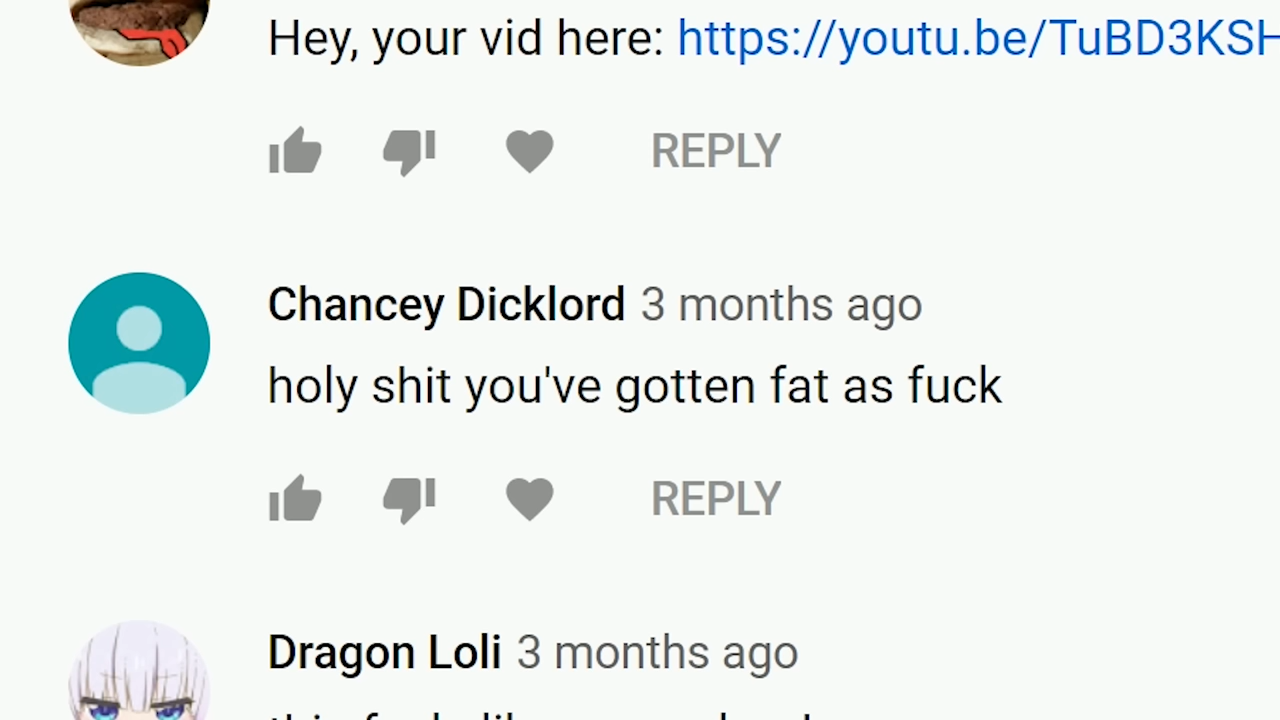 Hey, your vid here: https://youtu.be/TuBD3KSH
REPLY
Chancey Dicklord 3 months ago
holy shit you've gotten fat as fuck
REPLY
Dragon Loli 3 months ago